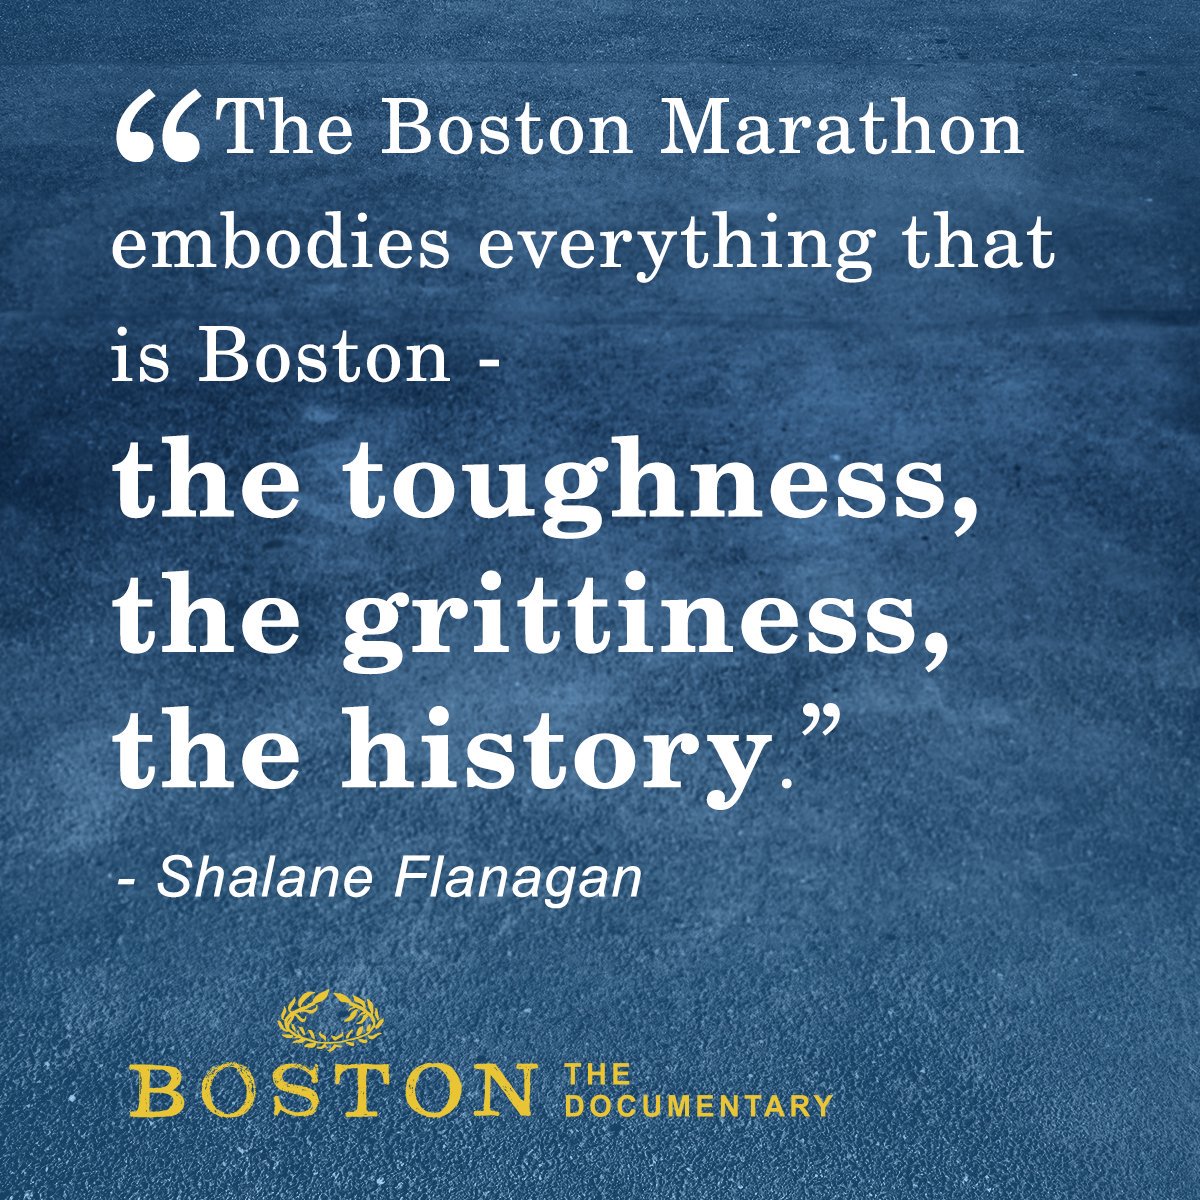 “The Boston Marathon
embodies everything that
is Boston -
the toughness,
the grittiness,
the history.”
- Shalane Flanagan
BOSTON THE
DOCUMENTARY